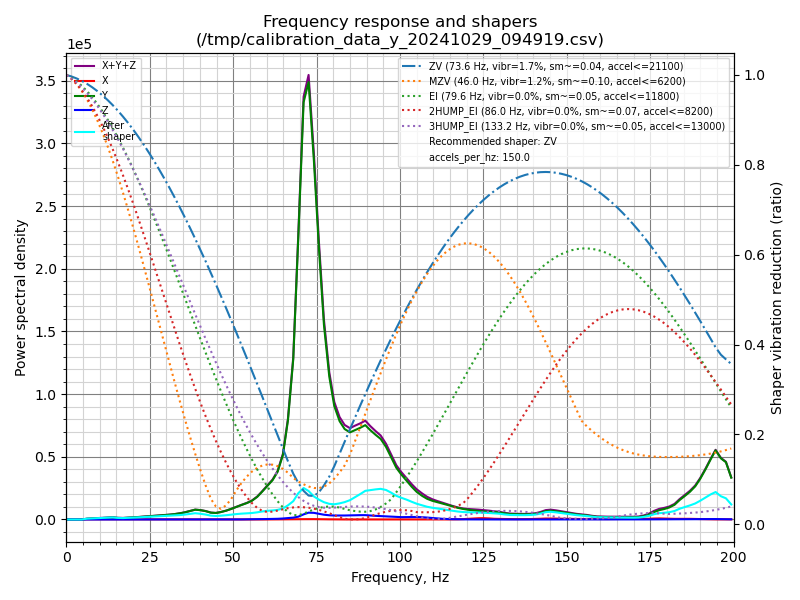 Frequency response and shapers
(/tmp/calibration_data_y_20241029_094919.csv)
1e5
X+Y+Z
X
Y
Z
After
shaper
ZV (73.6 Hz, vibr=1.7%, sm~=0.04, accel<=21100)
MZV (46.0 Hz, vibr=1.2%, sm~=0.10, accel<=6200)
EI (79.6 Hz, vibr=0.0%, sm~=0.05, accel<=11800)
2HUMP_EI (86.0 Hz, vibr=0.0%, sm~=0.07, accel<=8200)
3HUMP_EI (133.2 Hz, vibr=0.0%, sm~=0.05, accel<=13000)
Recommended shaper: ZV
accels_per_hz: 150.0
Power spectral density
3.5
3.0
2.5
2.0
1.5
1.0
0.5
0.0
1.0
0.8
0.6
0.4
0.2
0.0
Shaper vibration reduction (ratio)
0 25 50 75 100 125 150 175 200
Frequency, Hz